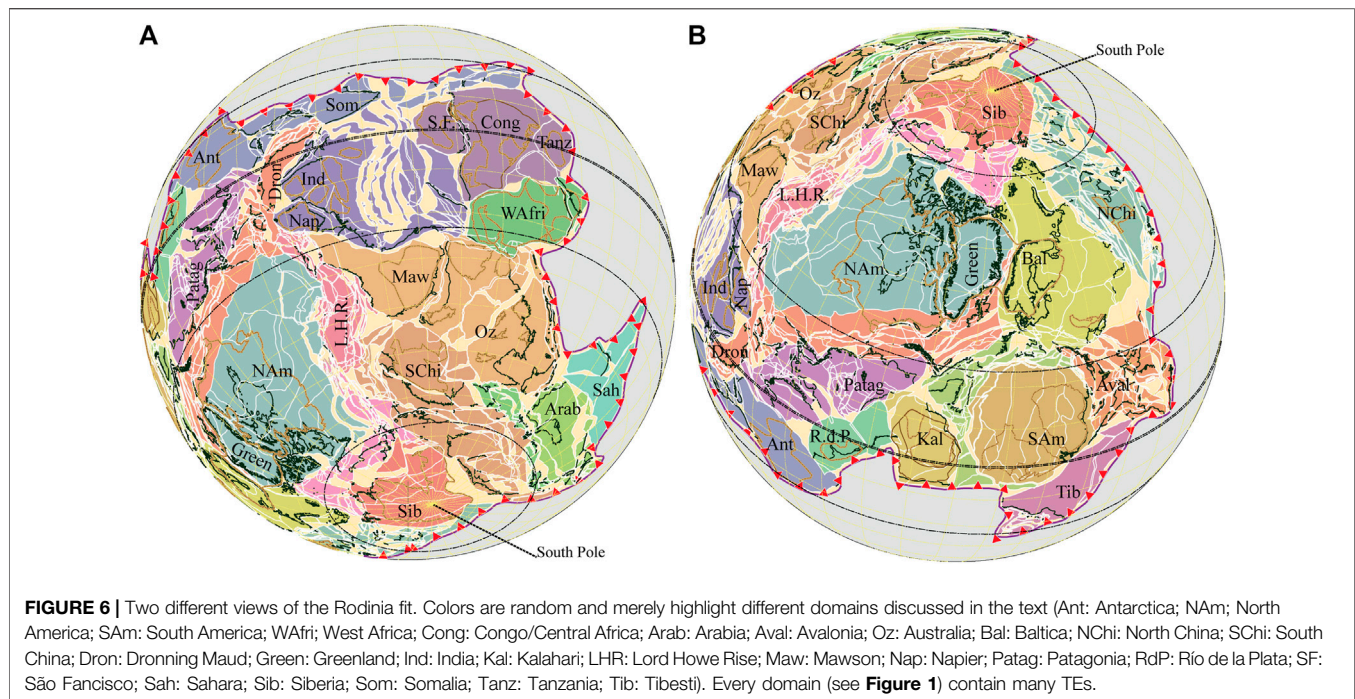 A
B
Som
S.F.
Cong
Tanz
Ant
Dron
Ind
Nap
WAfri
Patag
Maw
L.H.R.
Oz
NAm
SChi
Sah
Arab
Green
Sib
South Pole
South Pole
Oz
SChi
Sib
Maw
L.H.R.
NChi
NAm
Green
Bal
Ind
Nap
Dron
Patag
Aval
Ant
R.d.P.
Kal
SAm
Tib
FIGURE 6 | Two different views of the Rodinia fit. Colors are random and merely highlight different domains discussed in the text (Ant: Antarctica; NAm; North
America; SAm: South America; WAfri; West Africa; Cong: Congo/Central Africa; Arab: Arabia; Aval: Avalonia; Oz: Australia; Bal: Baltica; NChi: North China; SChi: South
China; Dron: Dronning Maud; Green: Greenland; Ind: India; Kal: Kalahari; LHR: Lord Howe Rise; Maw: Mawson; Nap: Napier; Patag: Patagonia; RdP: Río de la Plata; SF:
São Fancisco; Sah: Sahara; Sib: Siberia; Som: Somalia; Tanz: Tanzania; Tib: Tibesti). Every domain (see Figure 1) contain many TEs.